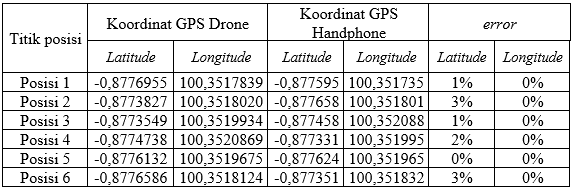 Titik posisi Koordinat GPS Drone Koordinat GPS Handphone error
Latitude Longitude Latitude Longitude Latitude Longitude
Posisi 1 -0,8776955 100,3517839 -0,877595 100,351735 1% 0%
Posisi 2 -0,8773827 100,3518020 -0,877658 100,351801 3% 0%
Posisi 3 -0,8773549 100,3519934 -0,877458 100,352088 1% 0%
Posisi 4 -0,8774738 100,3520869 -0,877331 100,351995 2% 0%
Posisi 5 -0,8776132 100,3519675 -0,877624 100,351965 0% 0%
Posisi 6 -0,8776586 100,3518124 -0,877351 100,351832 3% 0%